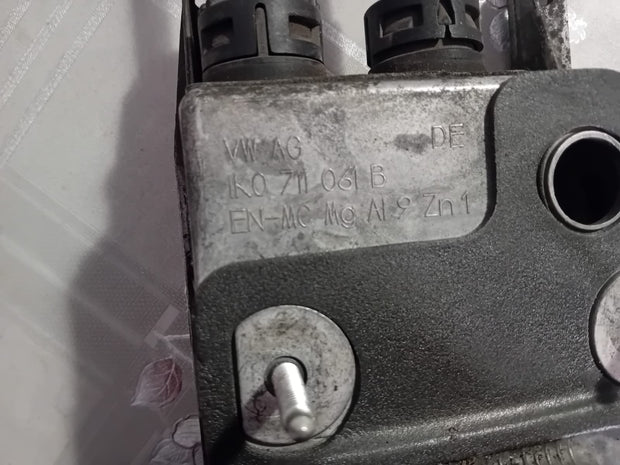 VW AG DE
1K0 711 061 B
EN-MC Mg Al 9 Zn 1